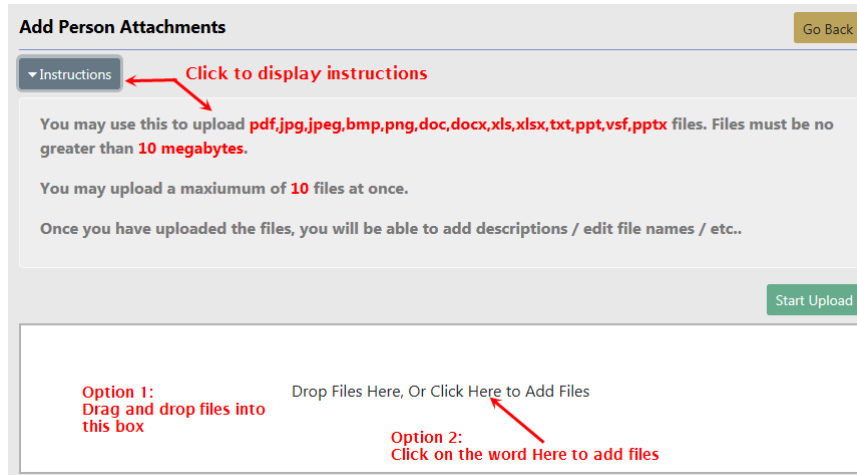 Add Person Attachments
Go Back
Instructions
Click to display instructions
You may use this to upload pdf,jpg,jpeg,bmp,png,doc,docx,xls,xlsx,txt,ppt,vsf,pptx files. Files must be no
greater than 10 megabytes.
You may upload a maxiumum of 10 files at once.
Once you have uploaded the files, you will be able to add descriptions / edit file names / etc..
Start Upload
Option 1:
Drag and drop files into
this box
Drop Files Here, Or Click Here to Add Files
Option 2:
Click on the word Here to add files